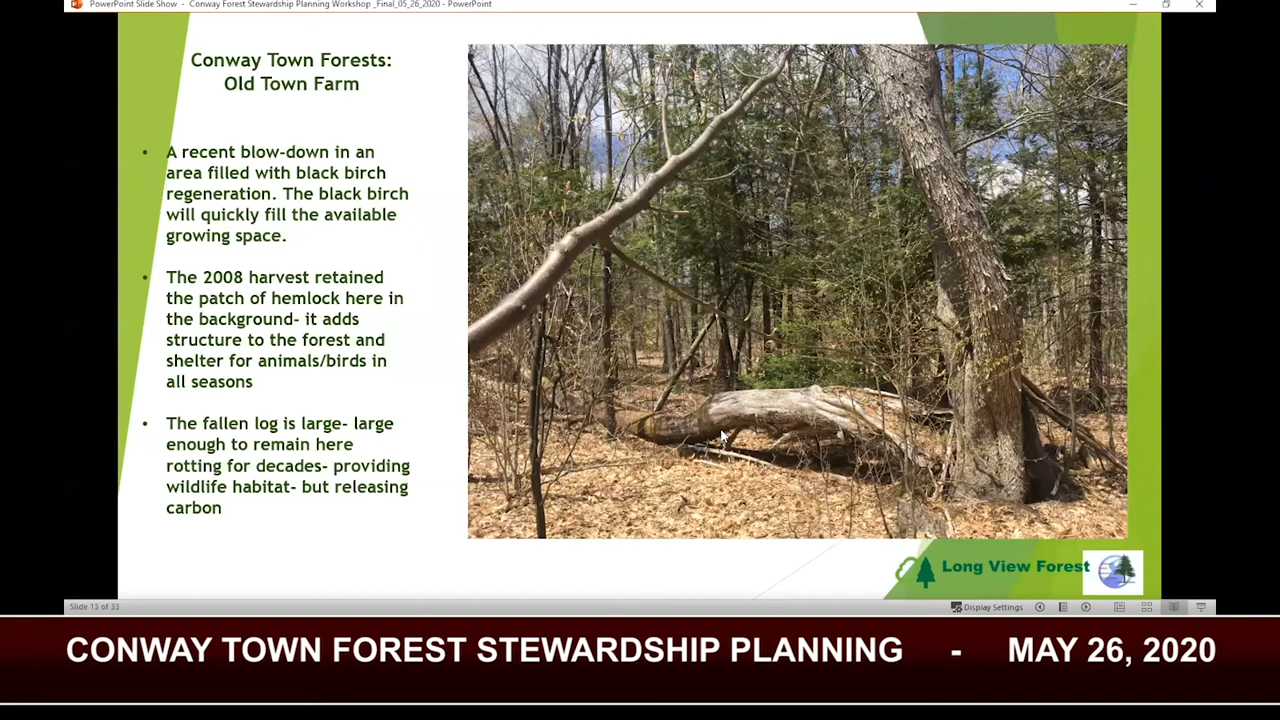 PowerPoint Slide Show - Conway Forest Stewardship Planning Workshop _Final_05_26_2020 - PowerPoint
Conway Town Forests:
Old Town Farm
• A recent blow-down in an
area filled with black birch
regeneration. The black birch
will quickly fill the available
growing space.
• The 2008 harvest retained
the patch of hemlock here in
the background- it adds
structure to the forest and
shelter for animals/birds in
all seasons
• The fallen log is large- large
enough to remain here
rotting for decades- providing
wildlife habitat- but releasing
carbon
Long View Forest
Slide 13 of 33
Display Settings
CONWAY TOWN FOREST STEWARDSHIP PLANNING - MAY 26, 2020